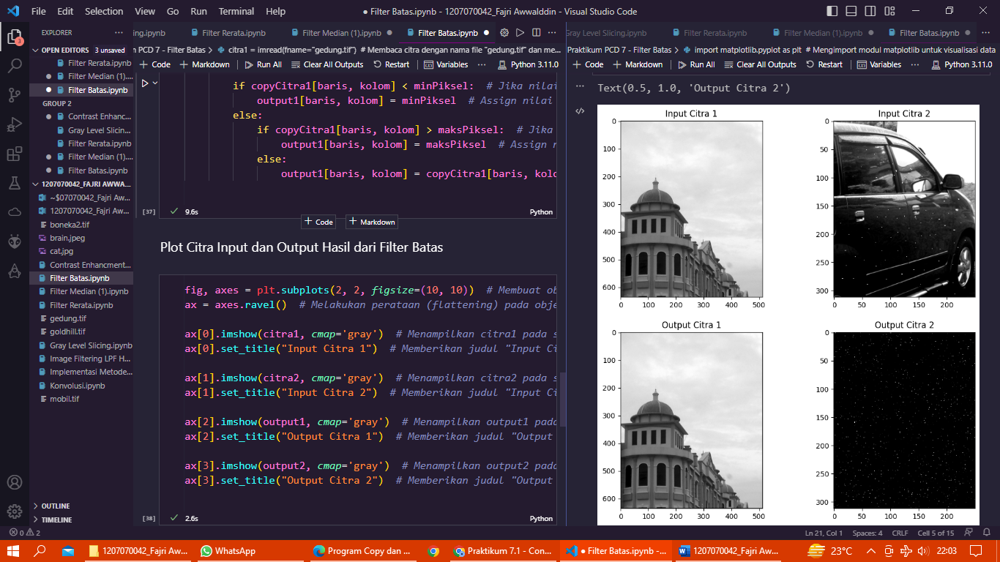 File Edit Selection View Go Run Terminal Help
● Filter Batas.ipynb - 1207070042_Fajri Awwalddin - Visual Studio Code
3
EXPLORER
OPEN EDITORS 3 unsaved
Filter Rerata.ipynb
Filter Median (1)....
Filter Batas.ipynb
GROUP 2
Contrast Enhanc...
Gray Level Slicin...
Filter Rerata.ipynb
Filter Median (1)....
Filter Batas.ipynb
1207070042_FAJRI AWWA...
~$07070042_Fajri Aw...
1207070042_Fajri Aw...
boneka2.tif
brain.jpeg
cat.jpg
Contrast Enhancment...
Filter Batas.ipynb
Filter Median (1).ipynb
Filter Rerata.ipynb
gedung.tif
goldhill.tif
Gray Level Slicing.ipynb
Image Filtering LPF H...
Implementasi Metode...
Konvolusi.ipynb
mobil.tif
OUTLINE
TIMELINE
ing.ipynb Filter Rerata.ipynb Filter Median (1).ipynb ● Filter Batas.ipynb ●
m PCD 7 - Filter Batas > citra1 = imread(fname="gedung.tif") # Membaca citra dengan nama file "gedung.tif" dan me...
+ Code + Markdown Run All Clear All Outputs Restart Variables ... Python 3.11.0
if copyCitra1[baris, kolom] < minPiksel: # Jika nilai
output1[baris, kolom] = minPiksel # Assign nilai
else:
if copyCitra1[baris, kolom] > maksPiksel: # Jika
output1[baris, kolom] = maksPiksel # Assign n
else:
output1[baris, kolom] = copyCitra1[baris, kolo
[37] 9.6s Python
+ Code + Markdown
Plot Citra Input dan Output Hasil dari Filter Batas
fig, axes = plt.subplots(2, 2, figsize=(10, 10)) # Membuat ob
ax = axes.ravel() # Melakukan perataan (flattening) pada obje
ax[0].imshow(citra1, cmap='gray') # Menampilkan citra1 pada s
ax[0].set_title("Input Citra 1") # Memberikan judul "Input Ci
ax[1].imshow(citra2, cmap='gray') # Menampilkan citra2 pada s
ax[1].set_title("Input Citra 2") # Memberikan judul "Input Ci
ax[2].imshow(output1, cmap='gray') # Menampilkan output1 pada
ax[2].set_title("Output Citra 1") # Memberikan judul "Output
ax[3].imshow(output2, cmap='gray') # Menampilkan output2 pada
ax[3].set_title("Output Citra 2") # Memberikan judul "Output
[38] 2.6s Python
Gray Level Slicing.ipynb Filter Rerata.ipynb Filter Median (1).ipynb ● Filter Batas.ipynb ●
Praktikum PCD 7 - Filter Batas > import matplotlib.pyplot as plt # Mengimport modul matplotlib untuk visualisasi data
+ Code + Markdown Run All Clear All Outputs Restart Variables ... Python 3.11.0
Text(0.5, 1.0, 'Output Citra 2')
Input Citra 1
0
100
200
300
400
500
600
0 100 200 300 400 500
Input Citra 2
0
50
100
150
200
250
300
0 50 100 150 200
Output Citra 1
0
100
200
300
400
500
600
0 100 200 300 400 500
Output Citra 2
0
50
100
150
200
250
300
0 50 100 150 200
0 2
Ln 21, Col 1 Spaces: 4 CRLF Cell 5 of 15
1207070042_Fajri Aw... WhatsApp Program Copy dan ... Praktikum 7.1 - Con... ● Filter Batas.ipynb -... 1207070042_Fajri Aw... 23°C 22:03